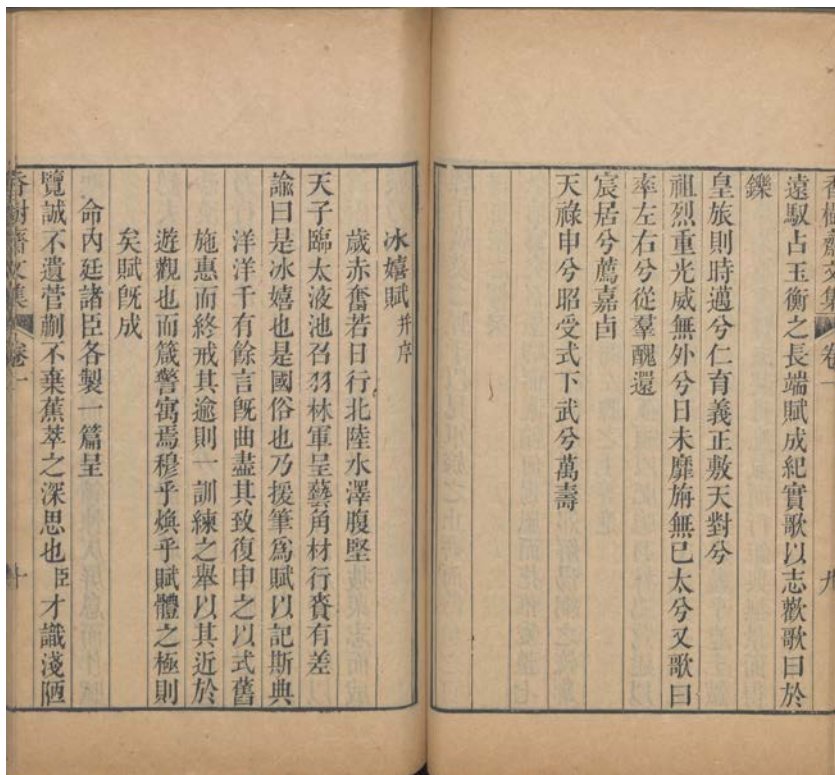 香樹齋文集 卷一 九
遠馭占玉衡之長端賦成紀實歌以志歡歌曰於
鑠
皇旅則時邁兮仁育義正敷天對兮
祖烈重光威無外兮日未靡旃無已太兮又歌曰
率左右兮從羣醜還
宸居兮薦嘉卣
天祿申兮昭受式下武兮萬壽
冰嬉賦并序
歲赤奮若日行北陸水澤腹堅
天子臨太液池召羽林軍呈藝角材行賚有差
諭曰是冰嬉也是國俗也乃援筆爲賦以記斯典
洋洋千有餘言旣曲盡其致復申之以式舊
施惠而終戒其逾則一訓練之舉以其近於
遊觀也而箴警寓焉穆乎煥乎賦體之極則
矣賦旣成
命內廷諸臣各製一篇呈
覽誠不遺菅蒯不棄蕉萃之深思也臣才識淺陋
香樹齋文集 卷一 十